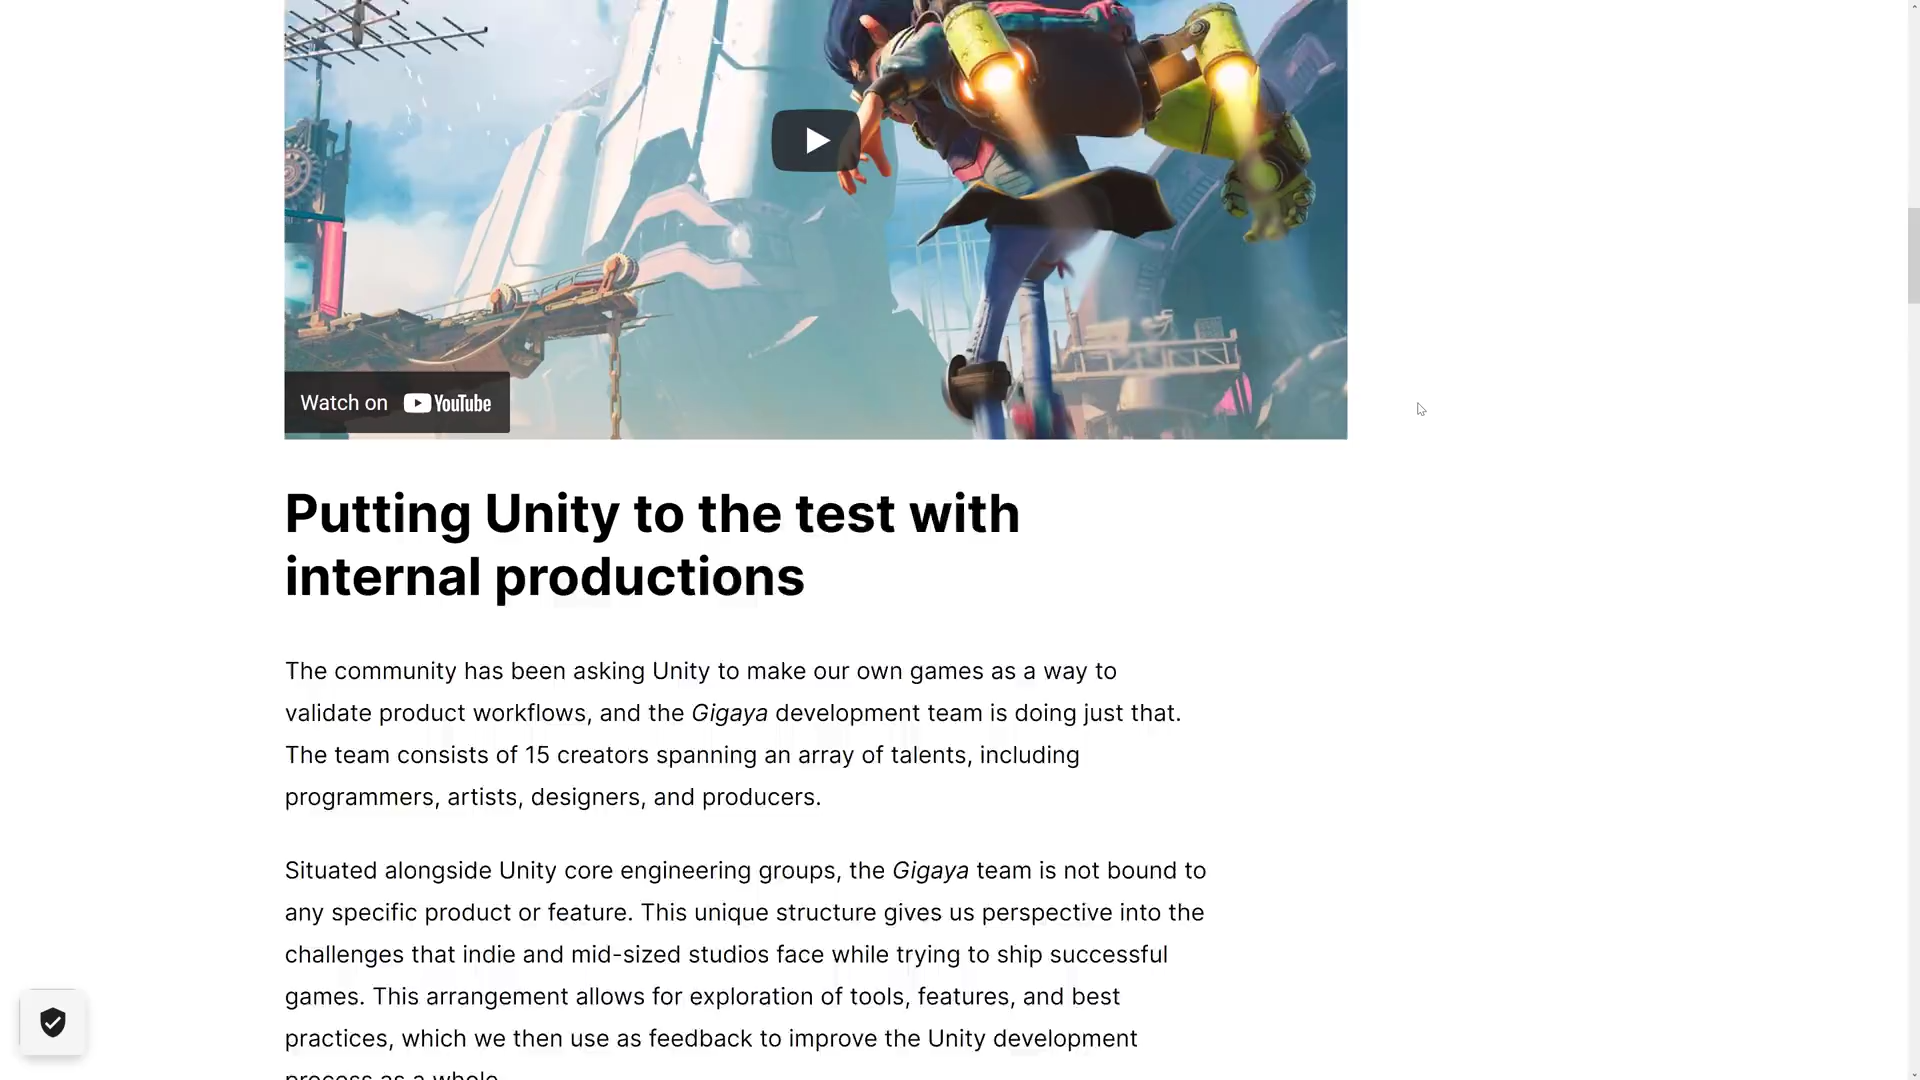 Watch on YouTube
Putting Unity to the test with
internal productions
The community has been asking Unity to make our own games as a way to
validate product workflows, and the Gigaya development team is doing just that.
The team consists of 15 creators spanning an array of talents, including
programmers, artists, designers, and producers.
Situated alongside Unity core engineering groups, the Gigaya team is not bound to
any specific product or feature. This unique structure gives us perspective into the
challenges that indie and mid-sized studios face while trying to ship successful
games. This arrangement allows for exploration of tools, features, and best
practices, which we then use as feedback to improve the Unity development
process as a whole.